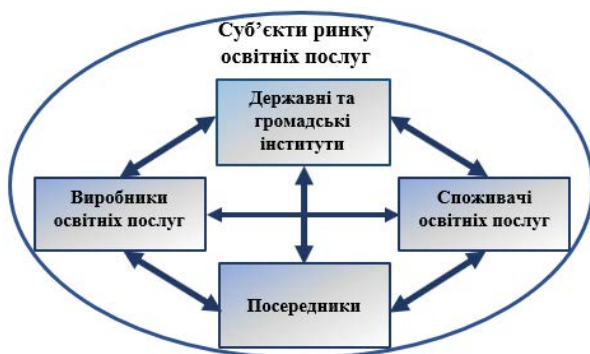 Суб’єкти ринку
освітніх послуг
Державні та
громадські
інститути
Виробники
освітніх послуг
Споживачі
освітніх послуг
Посередники